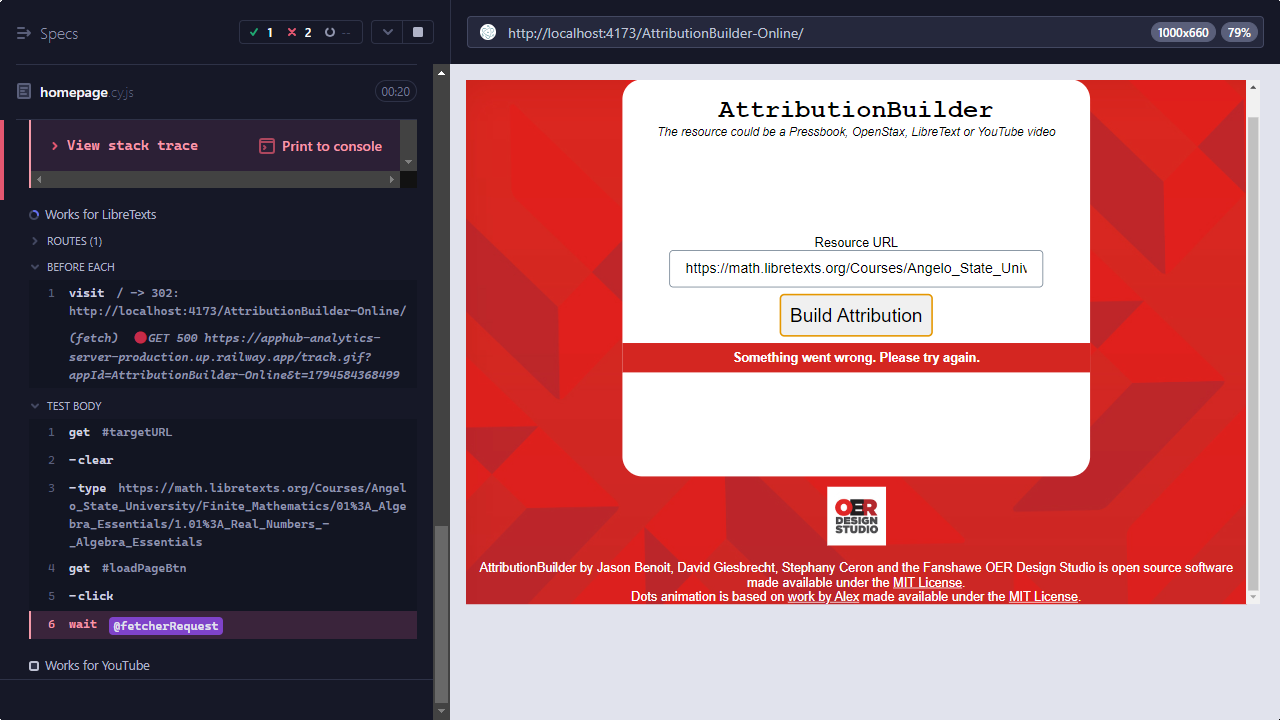 Specs
1
2
--
http://localhost:4173/AttributionBuilder-Online/
1000x660
79%
homepage.cy.js
00:20
View stack trace
Print to console
Works for LibreTexts
ROUTES (1)
BEFORE EACH
1 visit / -> 302:
http://localhost:4173/AttributionBuilder-Online/
(fetch) GET 500 https://apphub-analytics-
server-production.up.railway.app/track.gif?
appId=AttributionBuilder-Online&t=1794584368499
TEST BODY
1 get #targetURL
2 -clear
3 -type https://math.libretexts.org/Courses/Angel
o_State_University/Finite_Mathematics/01%3A_Alge
bra_Essentials/1.01%3A_Real_Numbers_-
_Algebra_Essentials
4 get #loadPageBtn
5 -click
6 wait @fetcherRequest
Works for YouTube
AttributionBuilder
The resource could be a Pressbook, OpenStax, LibreText or YouTube video
Resource URL
https://math.libretexts.org/Courses/Angelo_State_Univ
Build Attribution
Something went wrong. Please try again.
OER
DESIGN
STUDIO
AttributionBuilder by Jason Benoit, David Giesbrecht, Stephany Ceron and the Fanshawe OER Design Studio is open source software
made available under the MIT License.
Dots animation is based on work by Alex made available under the MIT License.